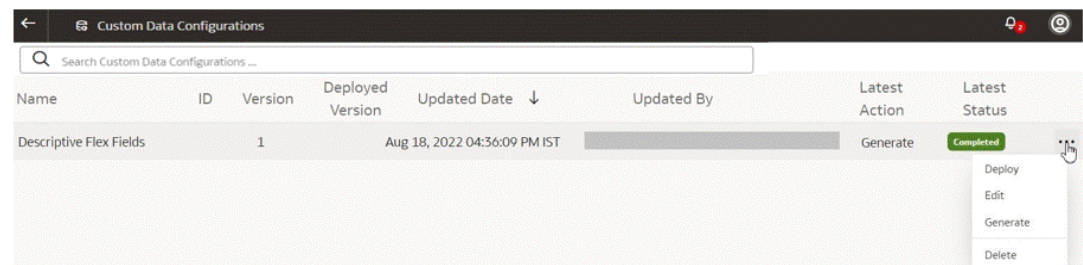 Custom Data Configurations
2
Search Custom Data Configurations ...
Name ID Version Deployed Version Updated Date ↓ Updated By Latest Action Latest Status
Descriptive Flex Fields 1 Aug 18, 2022 04:36:09 PM IST Generate Completed ...
Deploy
Edit
Generate
Delete